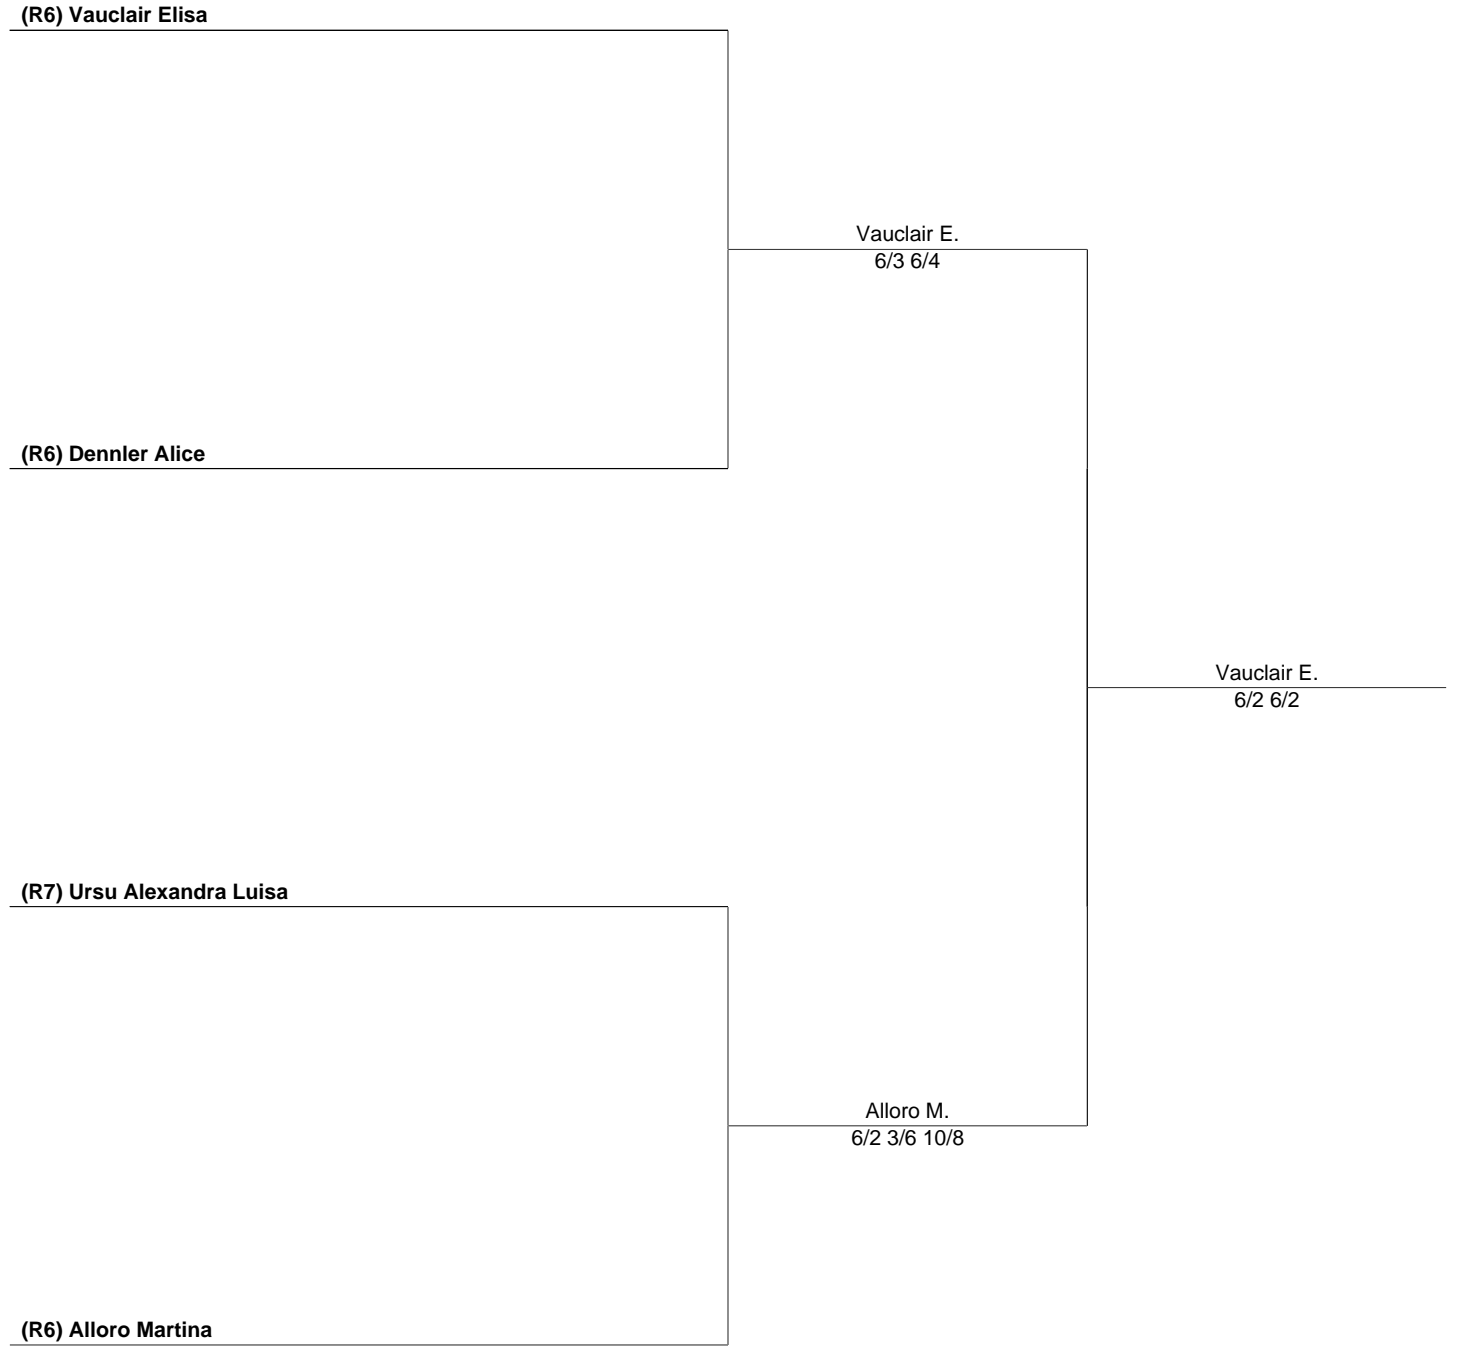 (R6) Vauclair Elisa
Vauclair E.
6/3 6/4
(R6) Dennler Alice
Vauclair E.
6/2 6/2
(R7) Ursu Alexandra Luisa
Alloro M.
6/2 3/6 10/8
(R6) Alloro Martina